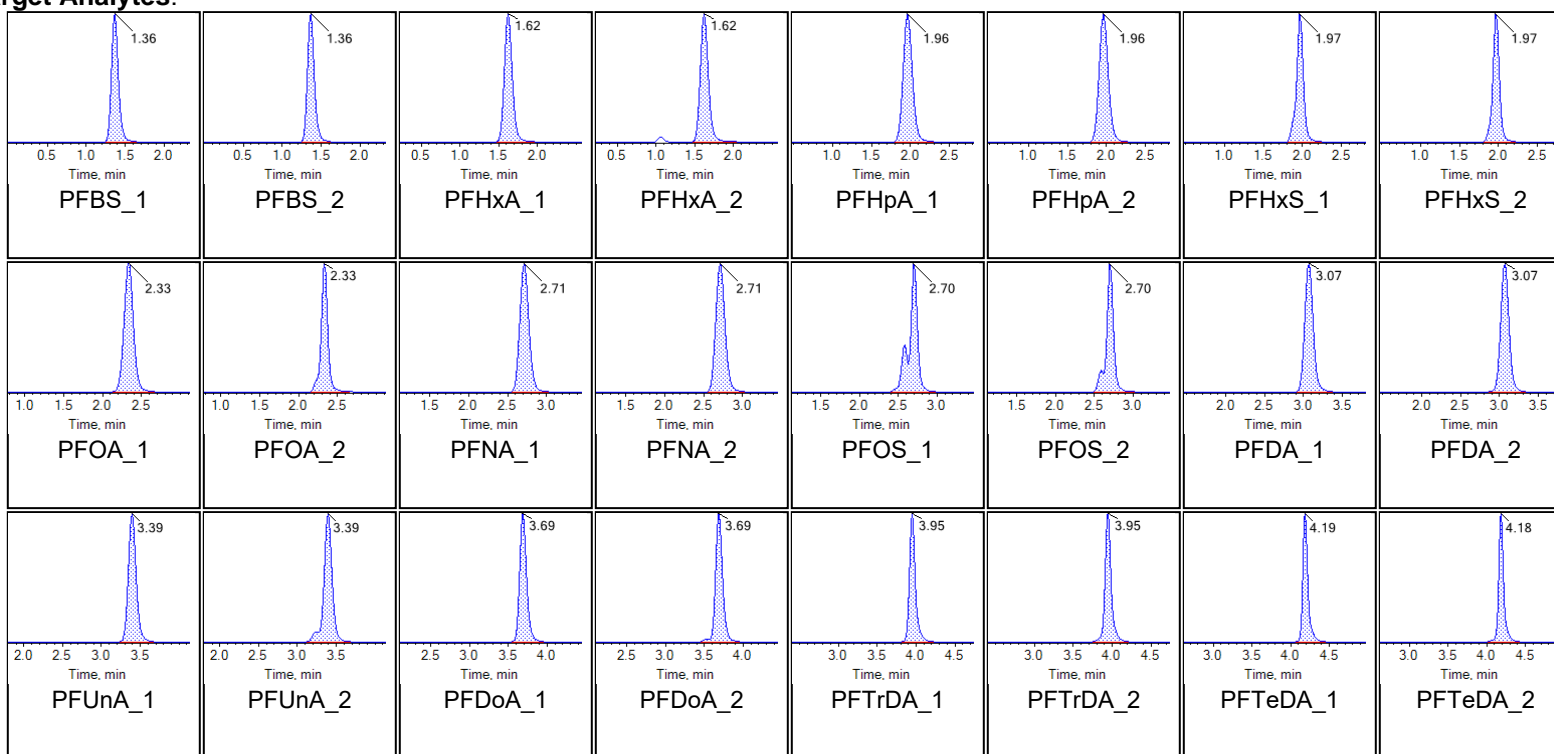 rget Analytes:
1.36 1.36 1.62 1.62 1.96 1.96 1.97 1.97
0.5 1.0 1.5 2.0 0.5 1.0 1.5 2.0 0.5 1.0 1.5 2.0 0.5 1.0 1.5 2.0 1.0 1.5 2.0 2.5 1.0 1.5 2.0 2.5 1.0 1.5 2.0 2.5 1.0 1.5 2.0 2.5
Time, min Time, min Time, min Time, min Time, min Time, min Time, min Time, min
PFBS_1 PFBS_2 PFHxA_1 PFHxA_2 PFHpA_1 PFHpA_2 PFHxS_1 PFHxS_2
2.33 2.33 2.71 2.71 2.70 2.70 3.07 3.07
1.0 1.5 2.0 2.5 1.0 1.5 2.0 2.5 1.5 2.0 2.5 3.0 1.5 2.0 2.5 3.0 1.5 2.0 2.5 3.0 1.5 2.0 2.5 3.0 2.0 2.5 3.0 3.5 2.0 2.5 3.0 3.5
Time, min Time, min Time, min Time, min Time, min Time, min Time, min Time, min
PFOA_1 PFOA_2 PFNA_1 PFNA_2 PFOS_1 PFOS_2 PFDA_1 PFDA_2
3.39 3.39 3.69 3.69 3.95 3.95 4.19 4.18
2.0 2.5 3.0 3.5 2.0 2.5 3.0 3.5 2.5 3.0 3.5 4.0 2.5 3.0 3.5 4.0 3.0 3.5 4.0 4.5 3.0 3.5 4.0 4.5 3.0 3.5 4.0 4.5 3.0 3.5 4.0 4.5
Time, min Time, min Time, min Time, min Time, min Time, min Time, min Time, min
PFUnA_1 PFUnA_2 PFDoA_1 PFDoA_2 PFTrDA_1 PFTrDA_2 PFTeDA_1 PFTeDA_2